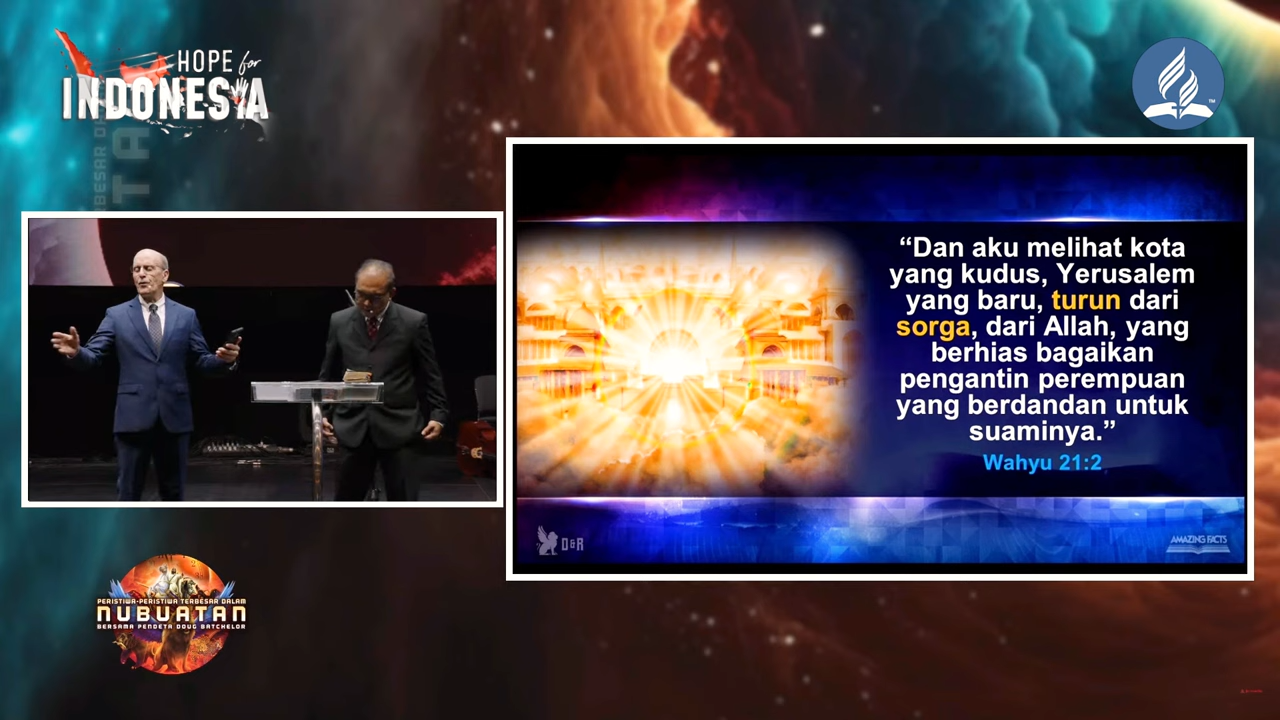 HOPE for
INDONESIA
“Dan aku melihat kota
yang kudus, Yerusalem
yang baru, turun dari
sorga, dari Allah, yang
berhias bagaikan
pengantin perempuan
yang berdandan untuk
suaminya.”
Wahyu 21:2
D&R
AMAZING FACTS
PERISTIWA-PERISTIWA TERBESAR DALAM
NUBUATAN
BERSAMA PENDETA DOUG BATCHELOR